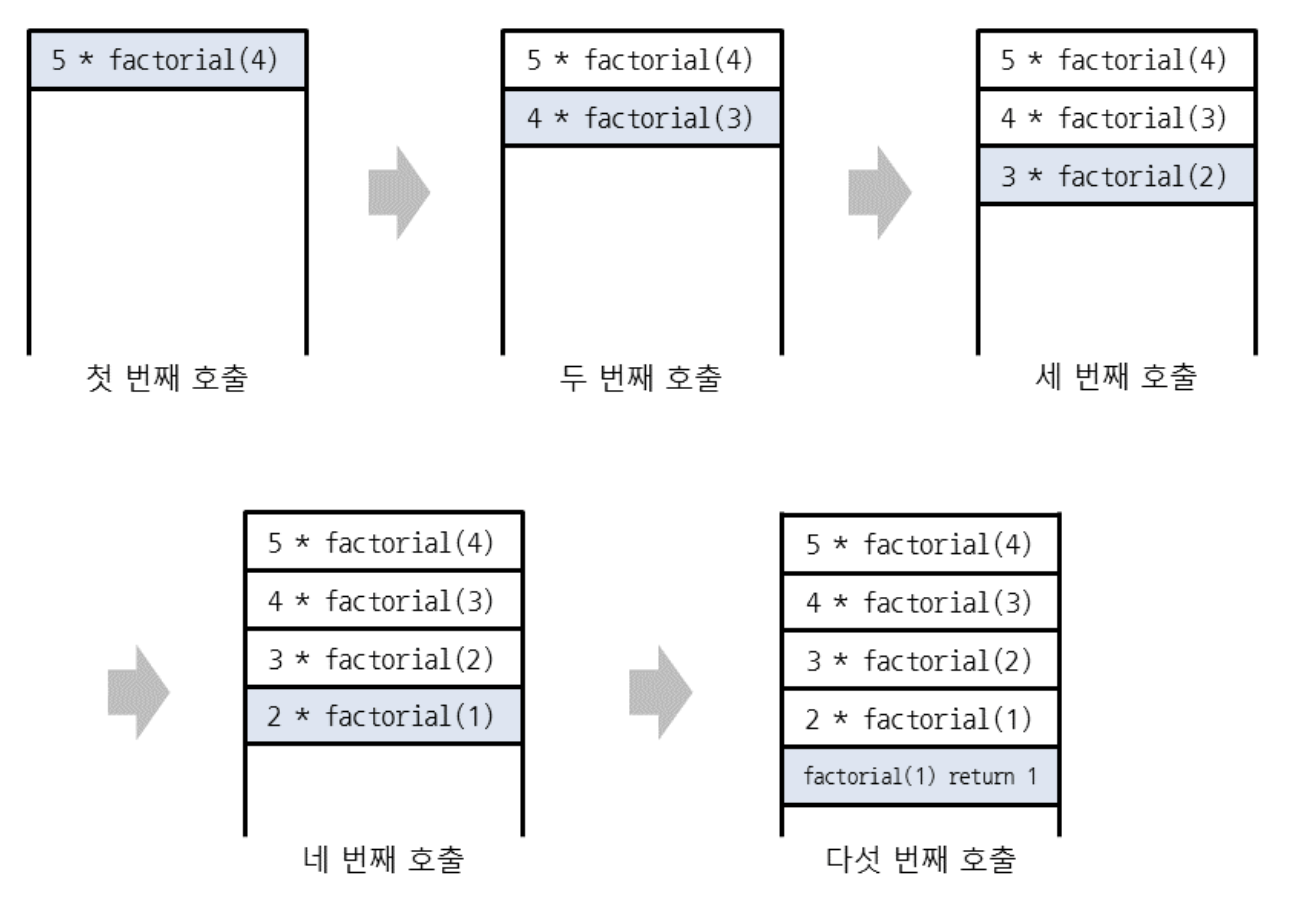 5 * factorial(4)
첫 번째 호출
5 * factorial(4)
4 * factorial(3)
두 번째 호출
5 * factorial(4)
4 * factorial(3)
3 * factorial(2)
세 번째 호출
5 * factorial(4)
4 * factorial(3)
3 * factorial(2)
2 * factorial(1)
네 번째 호출
5 * factorial(4)
4 * factorial(3)
3 * factorial(2)
2 * factorial(1)
factorial(1) return 1
다섯 번째 호출